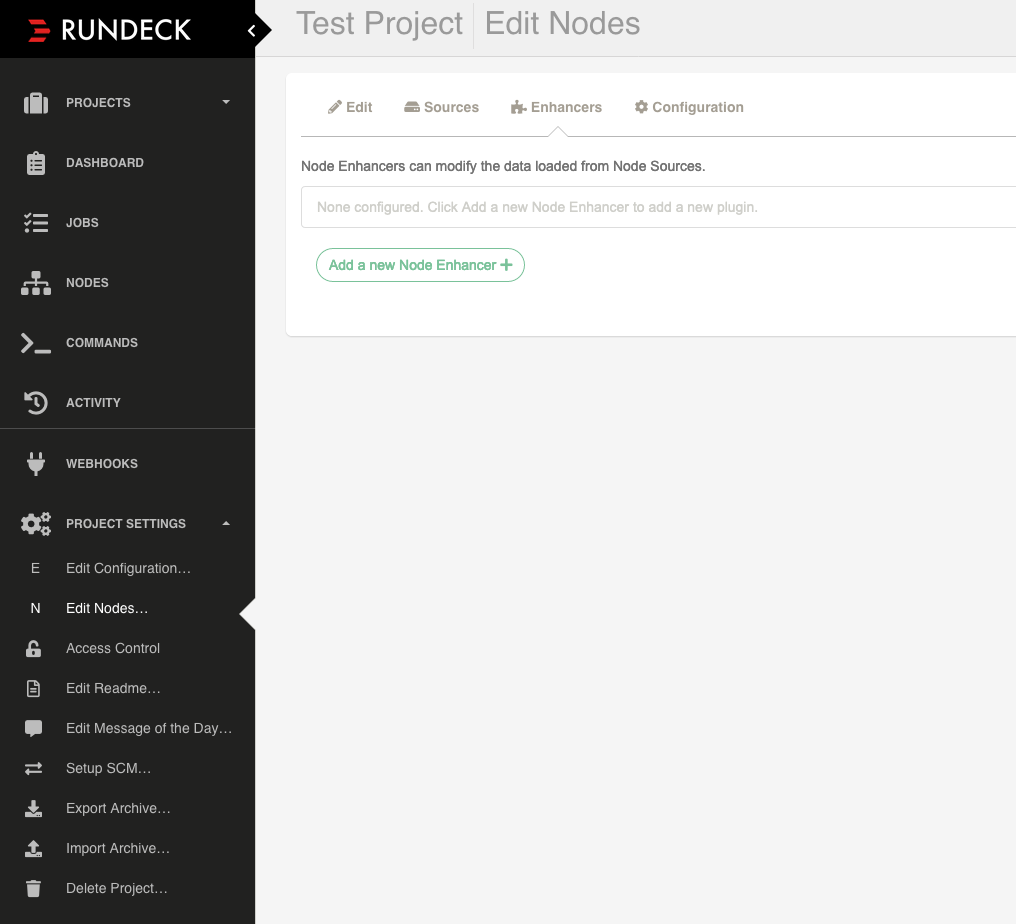 RUNDECK
PROJECTS
DASHBOARD
JOBS
NODES
COMMANDS
ACTIVITY
WEBHOOKS
PROJECT SETTINGS
E Edit Configuration...
N Edit Nodes...
Access Control
Edit Readme...
Edit Message of the Day...
Setup SCM...
Export Archive...
Import Archive...
Delete Project...
Test Project Edit Nodes
Edit Sources Enhancers Configuration
Node Enhancers can modify the data loaded from Node Sources.
None configured. Click Add a new Node Enhancer to add a new plugin.
Add a new Node Enhancer +